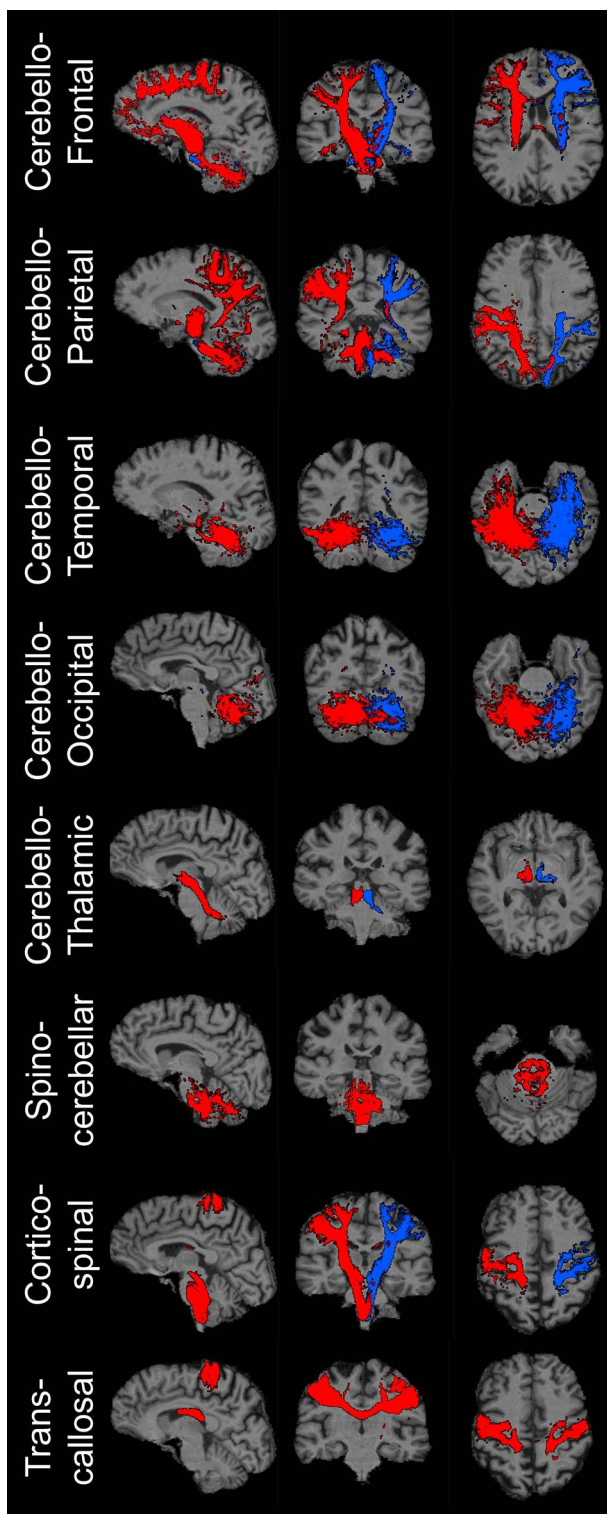 Cerebello-
Frontal
Cerebello-
Parietal
Cerebello-
Temporal
Cerebello-
Occipital
Cerebello-
Thalamic
Spino-
cerebellar
Cortico-
spinal
Trans-
callosal